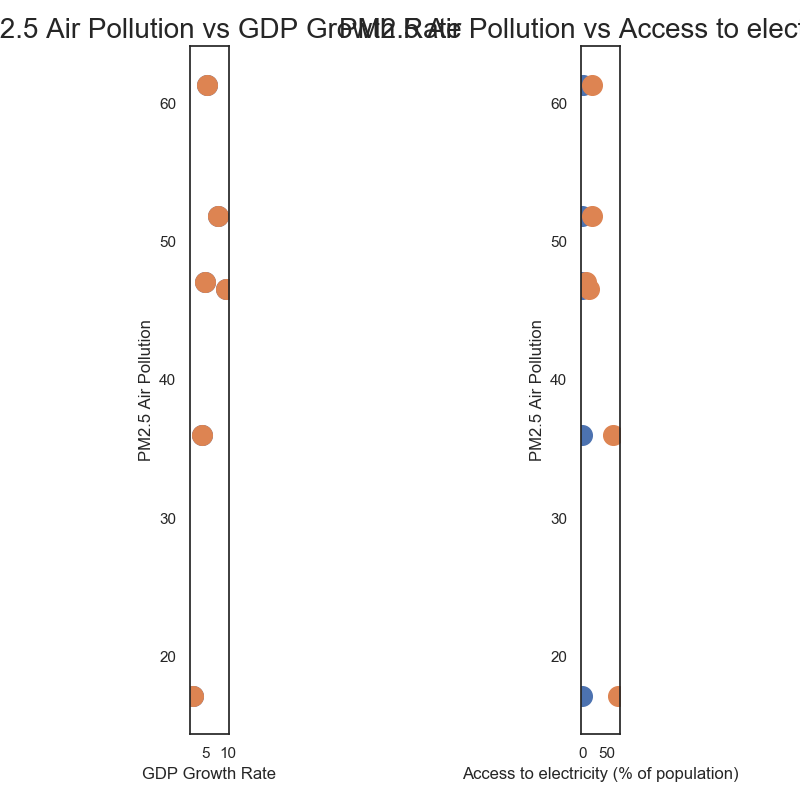 2.5 Air Pollution vs GDP Growth Rate
PM2.5 Air Pollution vs Access to elect
60
50
40
30
20
PM2.5 Air Pollution
5 10
GDP Growth Rate
60
50
40
30
20
PM2.5 Air Pollution
0 50
Access to electricity (% of population)